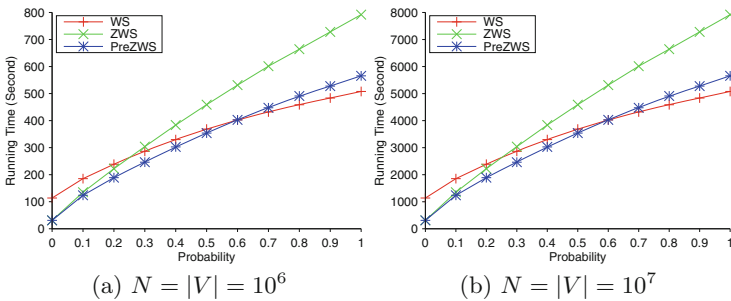 800
700
600
500
400
300
200
100
0
Running Time (Second)
WS
ZWS
PreZWS
0 0.1 0.2 0.3 0.4 0.5 0.6 0.7 0.8 0.9 1
Probability
(a) N = |V| = 10^6
8000
7000
6000
5000
4000
3000
2000
1000
0
Running Time (Second)
WS
ZWS
PreZWS
0 0.1 0.2 0.3 0.4 0.5 0.6 0.7 0.8 0.9 1
Probability
(b) N = |V| = 10^7